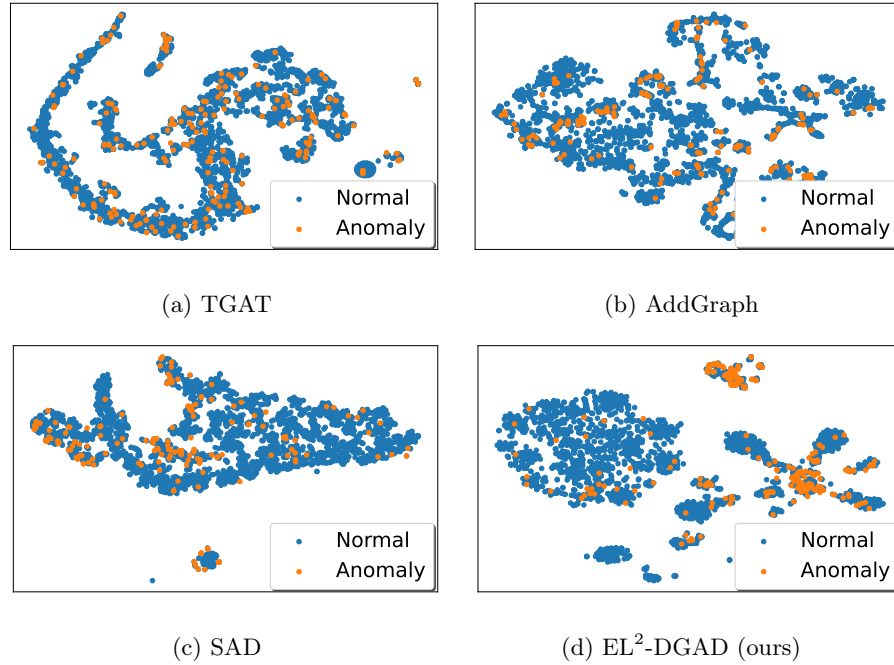 Normal
Anomaly
Normal
Anomaly
(a) TGAT
(b) AddGraph
Normal
Anomaly
Normal
Anomaly
(c) SAD
(d) EL²-DGAD (ours)